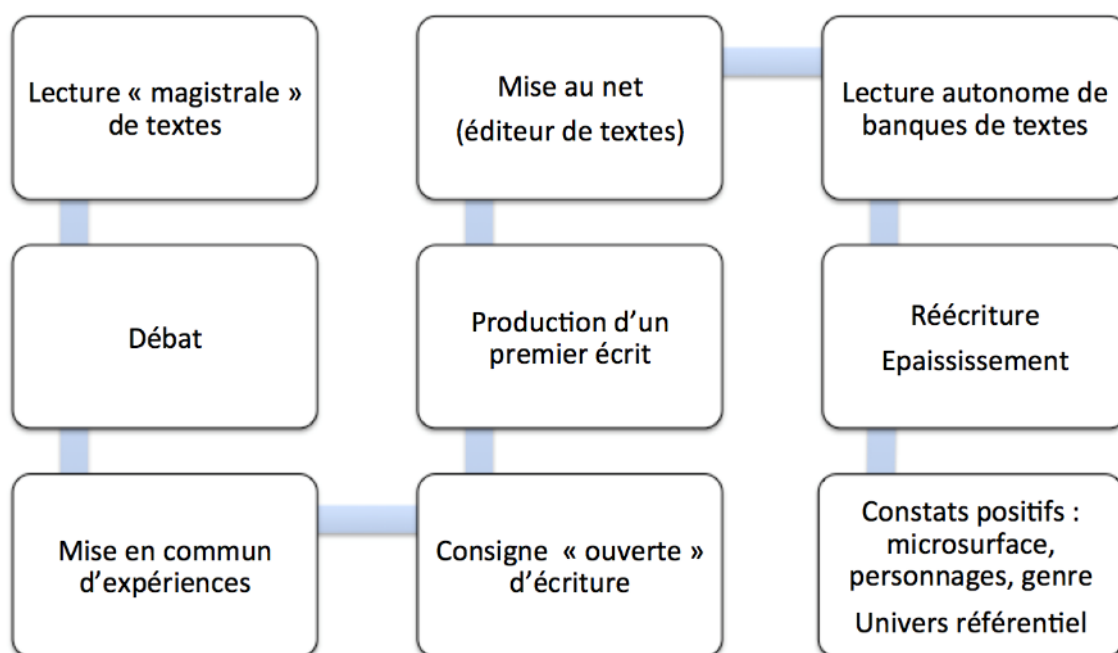 Lecture « magistrale »
de textes
Débat
Mise en commun
d’expériences
Consigne « ouverte »
d’écriture
Production d’un
premier écrit
Mise au net
(éditeur de textes)
Lecture autonome de
banques de textes
Réécriture
Epaississement
Constats positifs :
microsurface,
personnages, genre
Univers référentiel